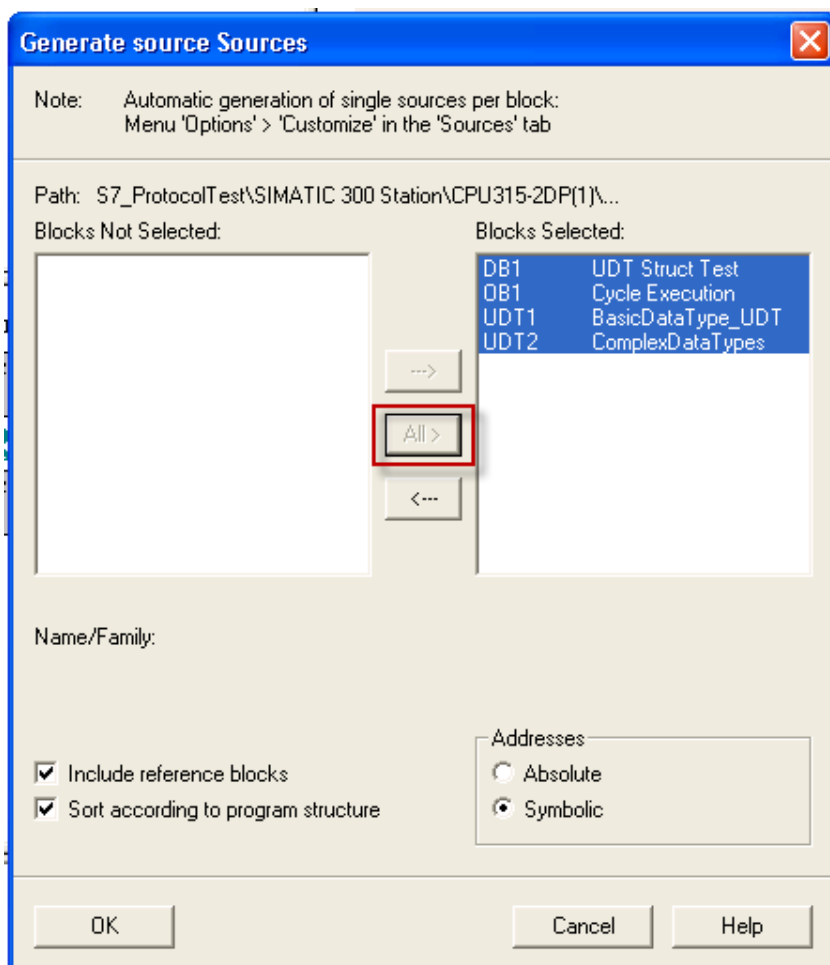 Generate source Sources
Note: Automatic generation of single sources per block:
Menu 'Options' > 'Customize' in the 'Sources' tab
Path: S7_ProtocolTest\SIMATIC 300 Station\CPU315-2DP(1)\...
Blocks Not Selected:
Blocks Selected:
DB1 UDT Struct Test
OB1 Cycle Execution
UDT1 BasicDataType_UDT
UDT2 ComplexDataTypes
--->
All >
<---
Name/Family:
Include reference blocks
Sort according to program structure
Addresses
Absolute
Symbolic
OK
Cancel
Help